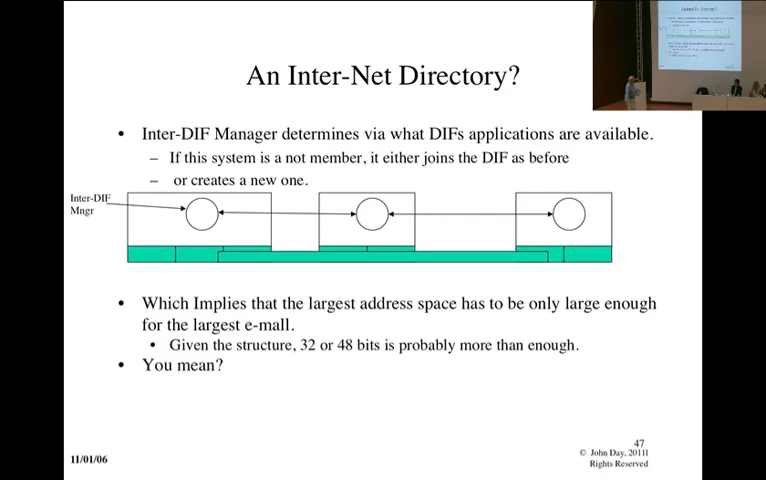 An Inter-Net Directory?
• Inter-DIF Manager determines via what DIFs applications are available.
– If this system is a not member, it either joins the DIF as before
– or creates a new one.
Inter-DIF
Mngr
• Which Implies that the largest address space has to be only large enough
for the largest e-mall.
• Given the structure, 32 or 48 bits is probably more than enough.
• You mean?
11/01/06
47
© John Day, 20111
Rights Reserved